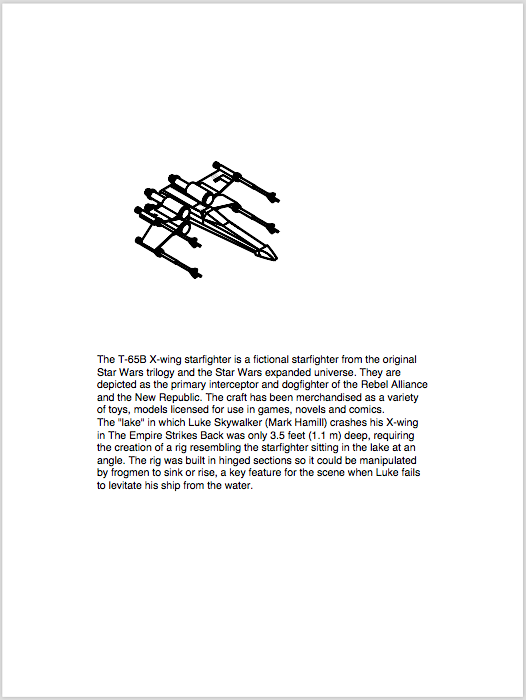 The T-65B X-wing starfighter is a fictional starfighter from the original
Star Wars trilogy and the Star Wars expanded universe. They are
depicted as the primary interceptor and dogfighter of the Rebel Alliance
and the New Republic. The craft has been merchandised as a variety
of toys, models licensed for use in games, novels and comics.
The "lake" in which Luke Skywalker (Mark Hamill) crashes his X-wing
in The Empire Strikes Back was only 3.5 feet (1.1 m) deep, requiring
the creation of a rig resembling the starfighter sitting in the lake at an
angle. The rig was built in hinged sections so it could be manipulated
by frogmen to sink or rise, a key feature for the scene when Luke fails
to levitate his ship from the water.